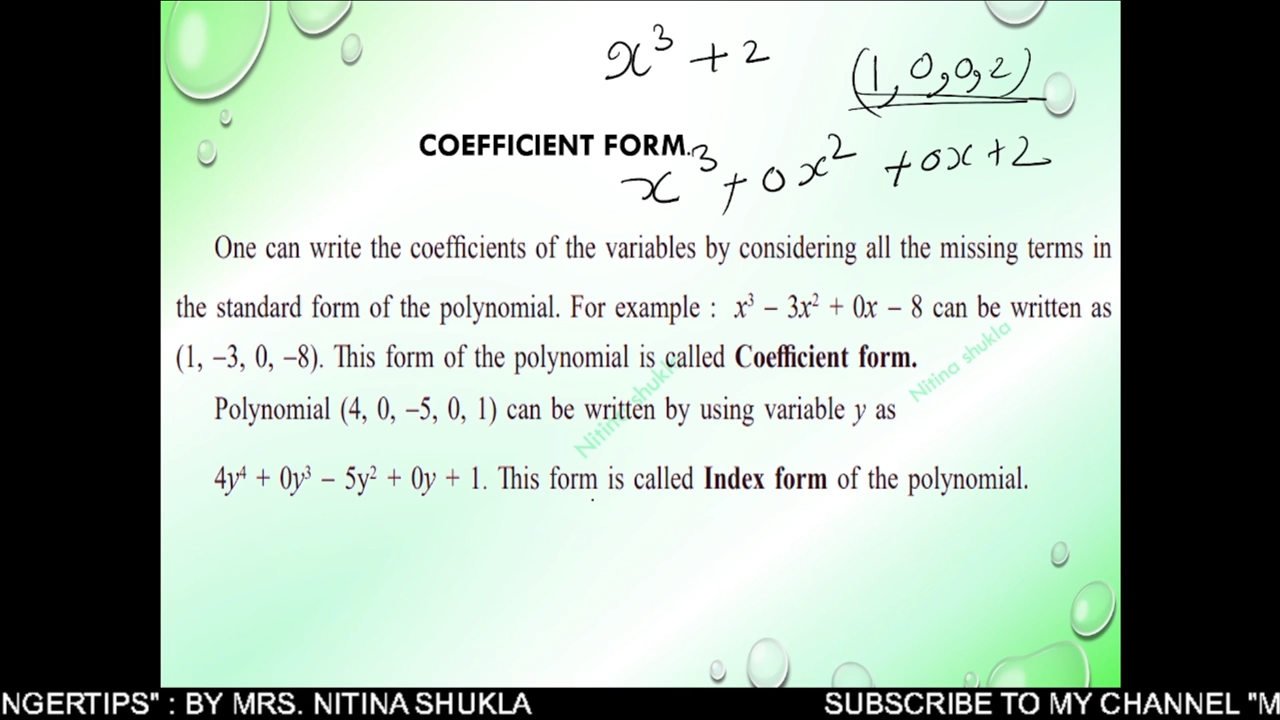 x³ + 2
(1, 0, 0, 2)
COEFFICIENT FORM.
x³ + 0x² + 0x + 2
One can write the coefficients of the variables by considering all the missing terms in
the standard form of the polynomial. For example : x³ – 3x² + 0x – 8 can be written as
(1, –3, 0, –8). This form of the polynomial is called Coefficient form.
Nitina shukla
Nitina shukla
Polynomial (4, 0, –5, 0, 1) can be written by using variable y as
4y⁴ + 0y³ – 5y² + 0y + 1. This form is called Index form of the polynomial.
NGERTIPS" : BY MRS. NITINA SHUKLA
SUBSCRIBE TO MY CHANNEL "M